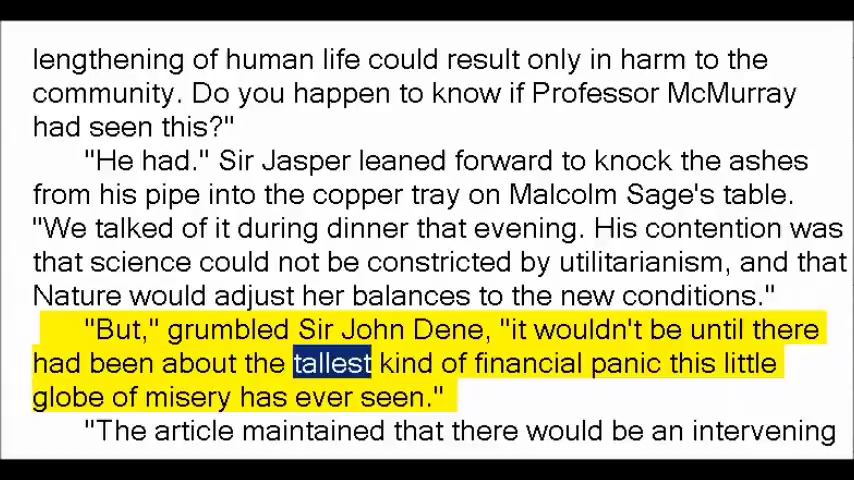 lengthening of human life could result only in harm to the
community. Do you happen to know if Professor McMurray
had seen this?"
"He had." Sir Jasper leaned forward to knock the ashes
from his pipe into the copper tray on Malcolm Sage's table.
"We talked of it during dinner that evening. His contention was
that science could not be constricted by utilitarianism, and that
Nature would adjust her balances to the new conditions."
"But," grumbled Sir John Dene, "it wouldn't be until there
had been about the tallest kind of financial panic this little
globe of misery has ever seen."
"The article maintained that there would be an intervening